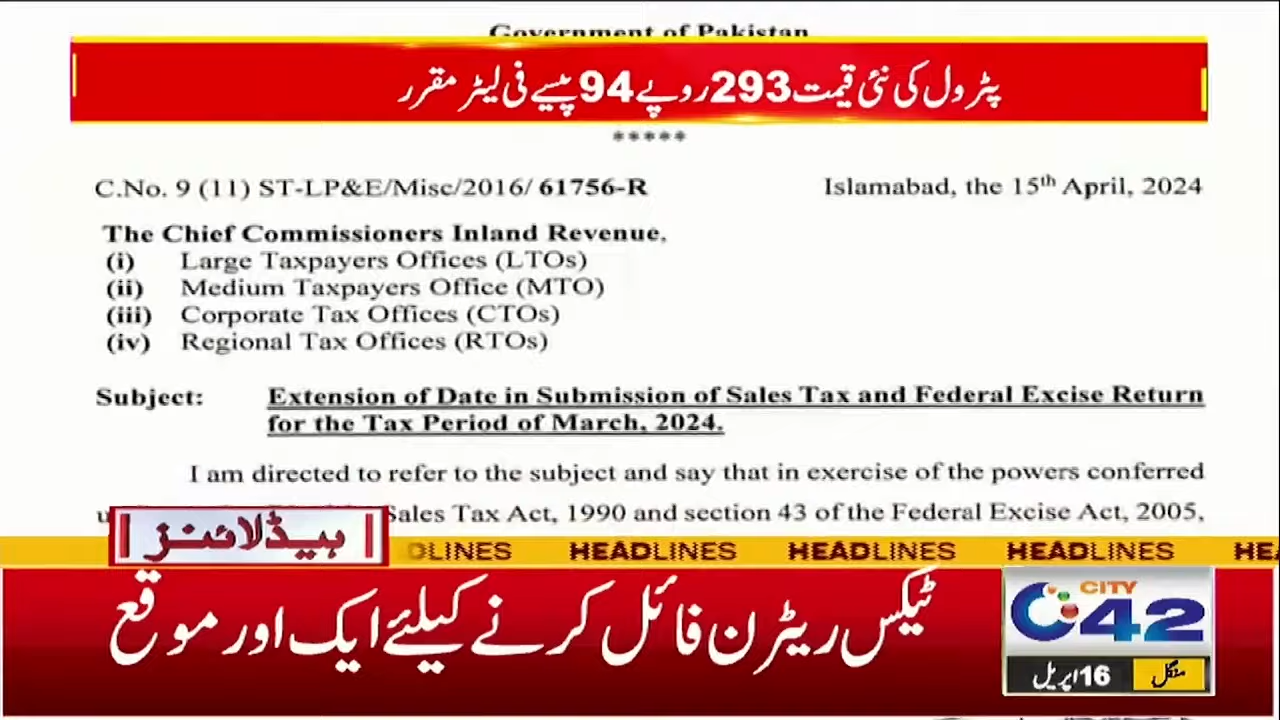 Government of Pakistan
پٹرول کی نئی قیمت 293 روپے 94 پیسے فی لیٹر مقرر
*****
C.No. 9 (11) ST-LP&E/Misc/2016/ 61756-R
Islamabad, the 15th April, 2024
The Chief Commissioners Inland Revenue,
(i) Large Taxpayers Offices (LTOs)
(ii) Medium Taxpayers Office (MTO)
(iii) Corporate Tax Offices (CTOs)
(iv) Regional Tax Offices (RTOs)
Subject: Extension of Date in Submission of Sales Tax and Federal Excise Return
for the Tax Period of March, 2024.
I am directed to refer to the subject and say that in exercise of the powers conferred
Sales Tax Act, 1990 and section 43 of the Federal Excise Act, 2005,
ہیڈلائنز
DLINES HEADLINES HEADLINES HEADLINES HEA
ٹیکس ریٹرن فائل کرنے کیلئے ایک اور موقع
CITY
42
منگل 16 اپریل